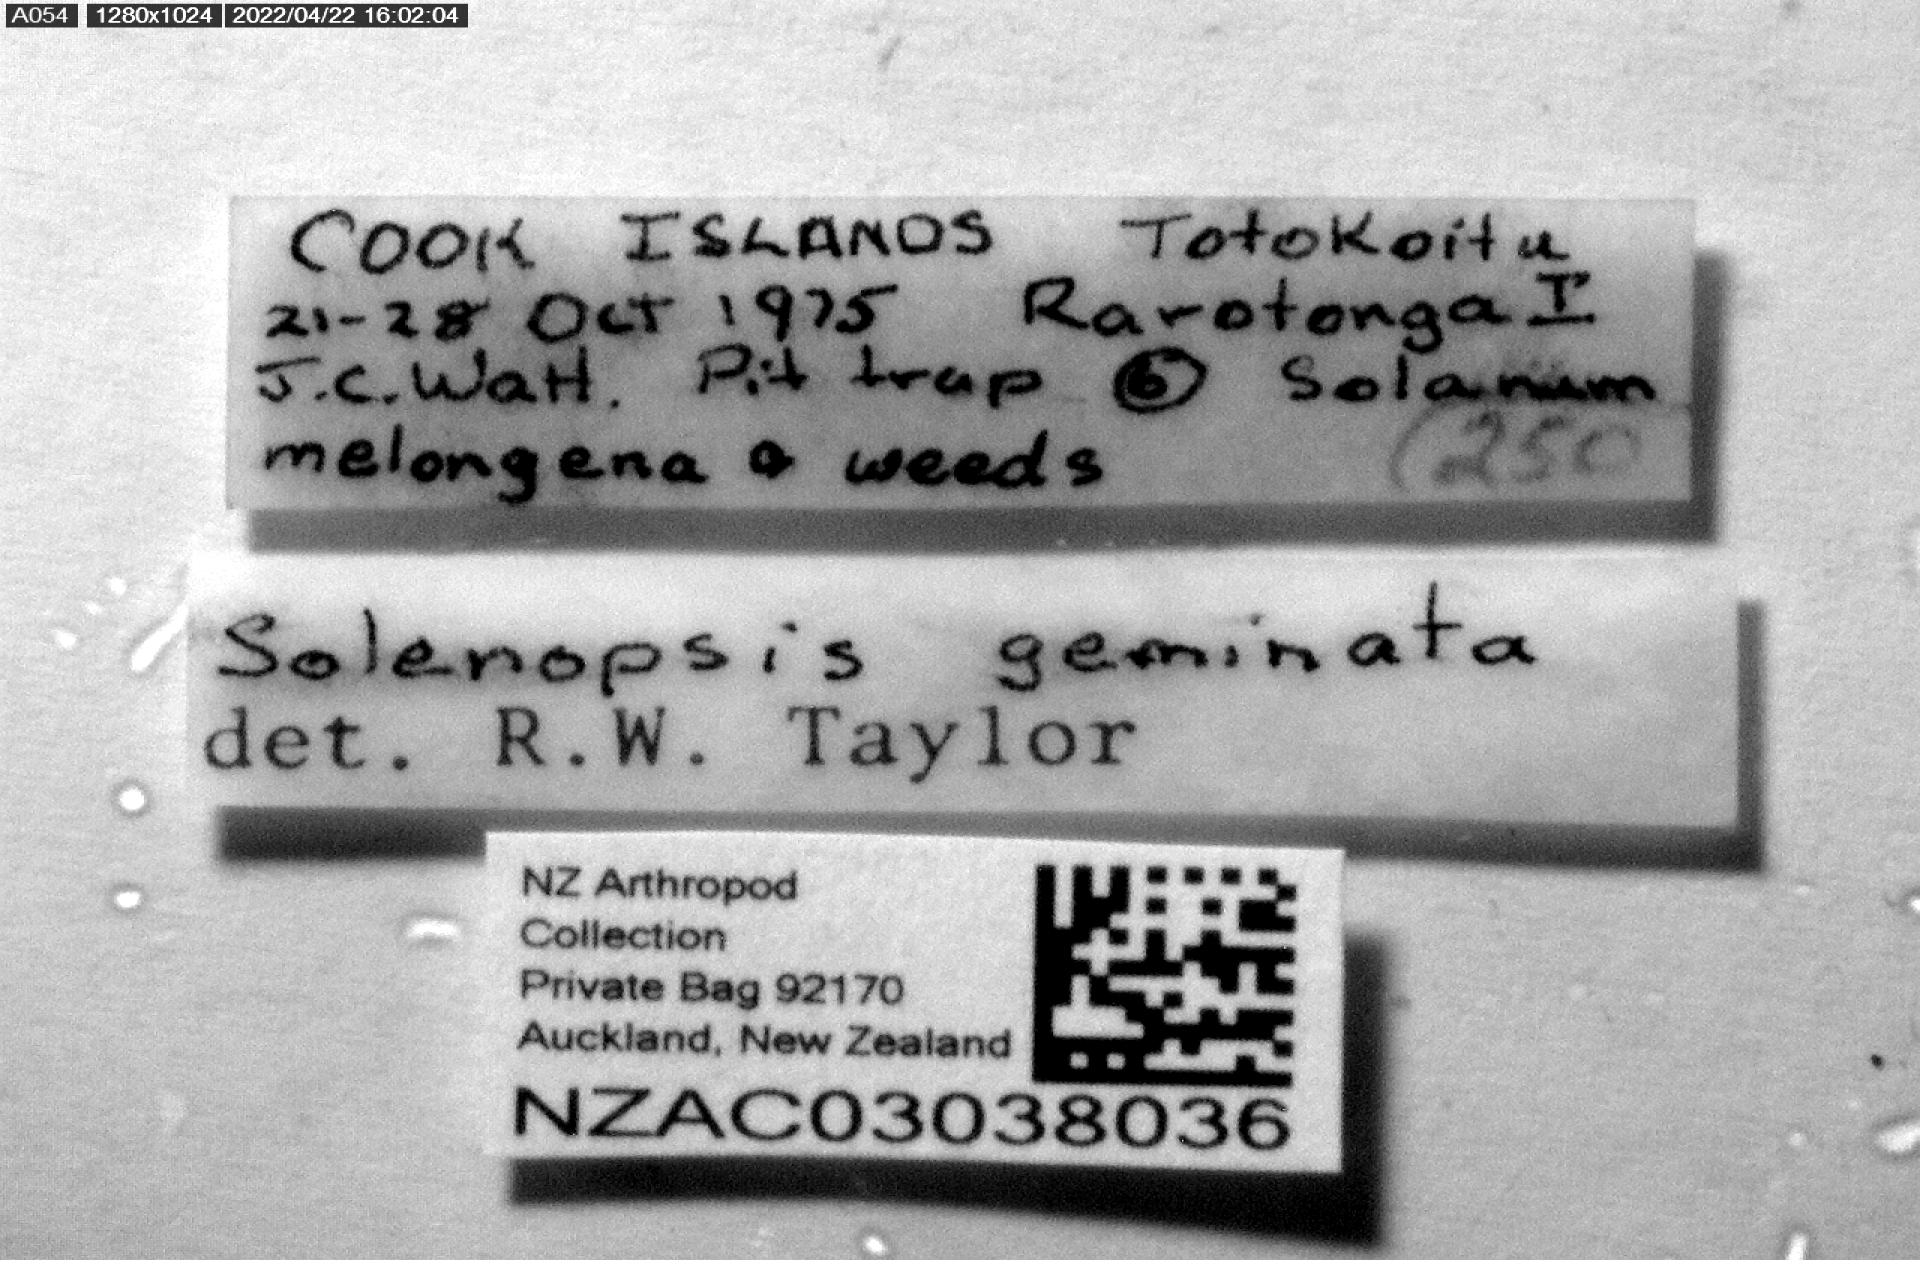 A054 1280x1024 2022/04/22 16:02:04
COOK ISLANDS Totokoitu
21-28 Oct 1975 Rarotonga I
J.C. Watt. Pit trap 6 Solanum
melongena & weeds (250
Solenopsis geminata
det. R.W. Taylor
NZ Arthropod
Collection
Private Bag 92170
Auckland, New Zealand
NZAC03038036